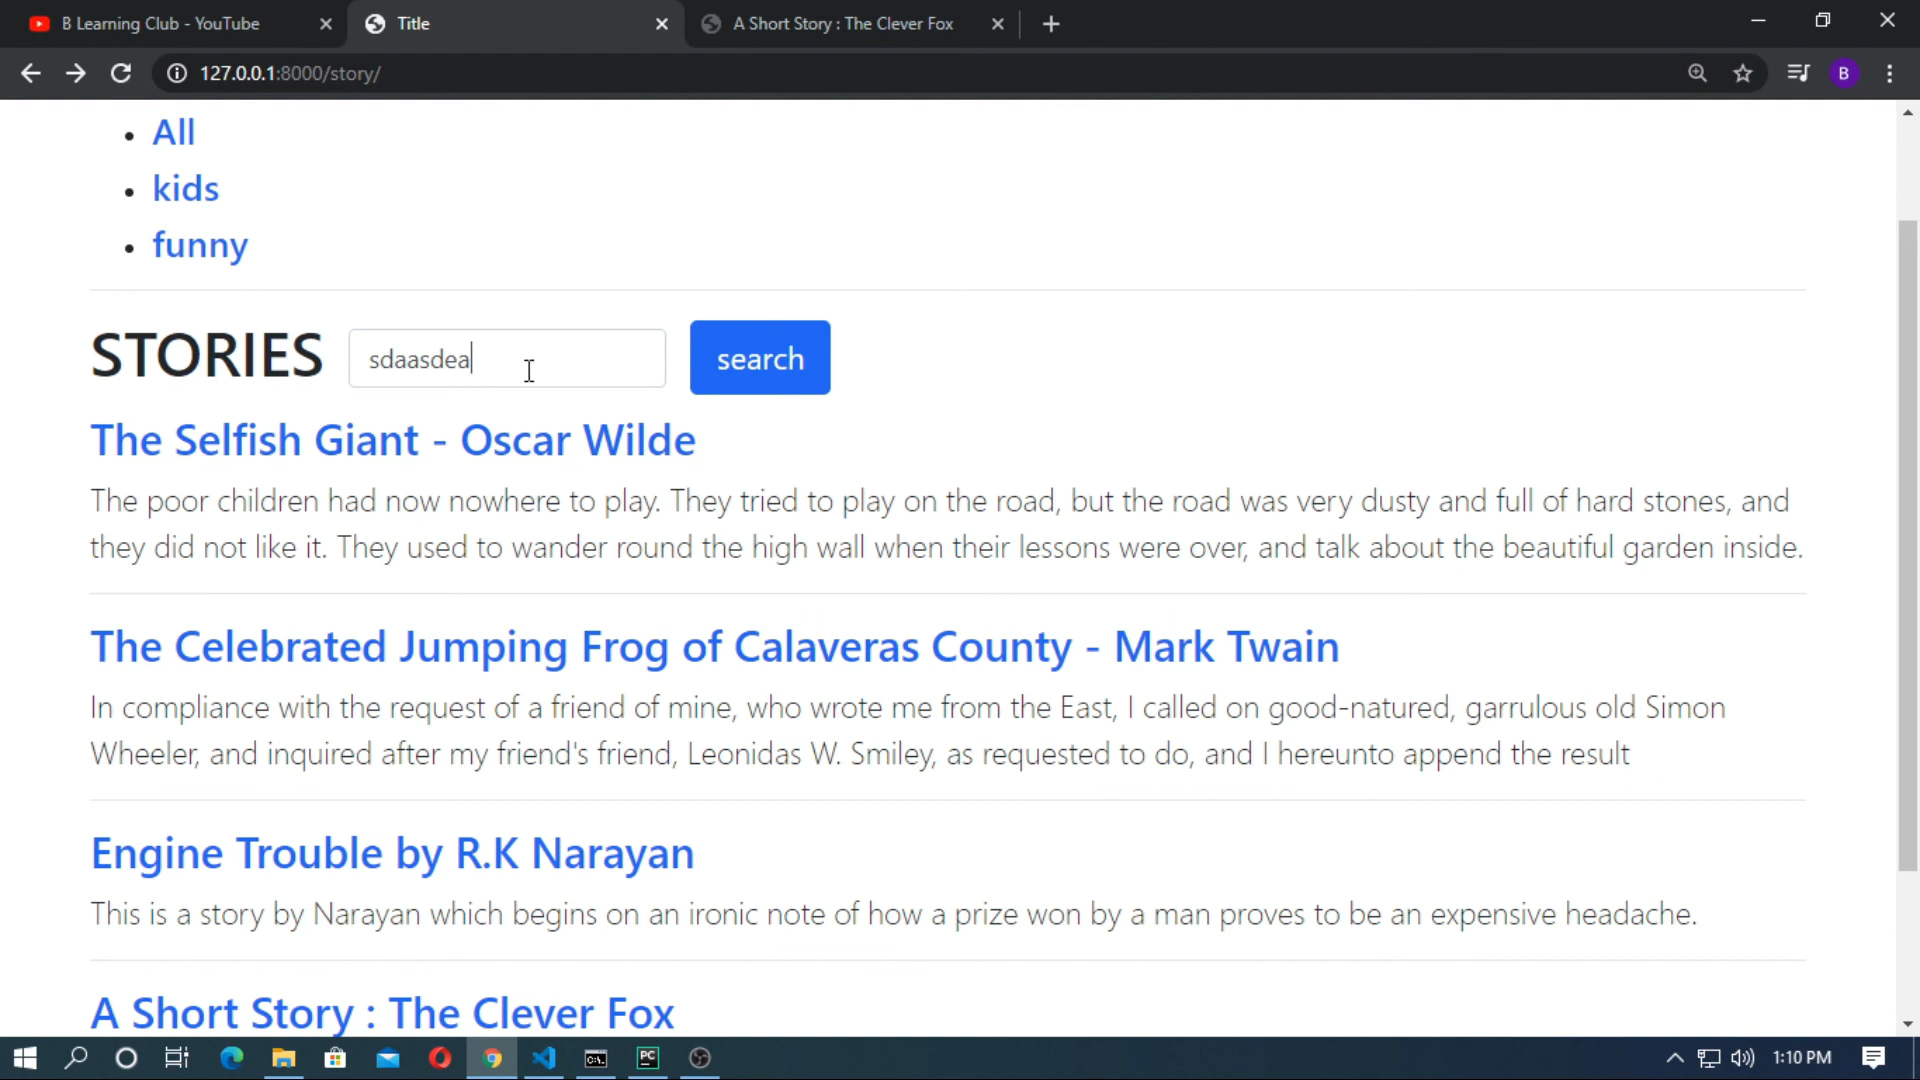 B Learning Club - YouTube
Title
A Short Story : The Clever Fox
127.0.0.1:8000/story/
B
All
kids
funny
STORIES
sdaasdea
search
The Selfish Giant - Oscar Wilde
The poor children had now nowhere to play. They tried to play on the road, but the road was very dusty and full of hard stones, and
they did not like it. They used to wander round the high wall when their lessons were over, and talk about the beautiful garden inside.
The Celebrated Jumping Frog of Calaveras County - Mark Twain
In compliance with the request of a friend of mine, who wrote me from the East, I called on good-natured, garrulous old Simon
Wheeler, and inquired after my friend's friend, Leonidas W. Smiley, as requested to do, and I hereunto append the result
Engine Trouble by R.K Narayan
This is a story by Narayan which begins on an ironic note of how a prize won by a man proves to be an expensive headache.
A Short Story : The Clever Fox
PC
1:10 PM